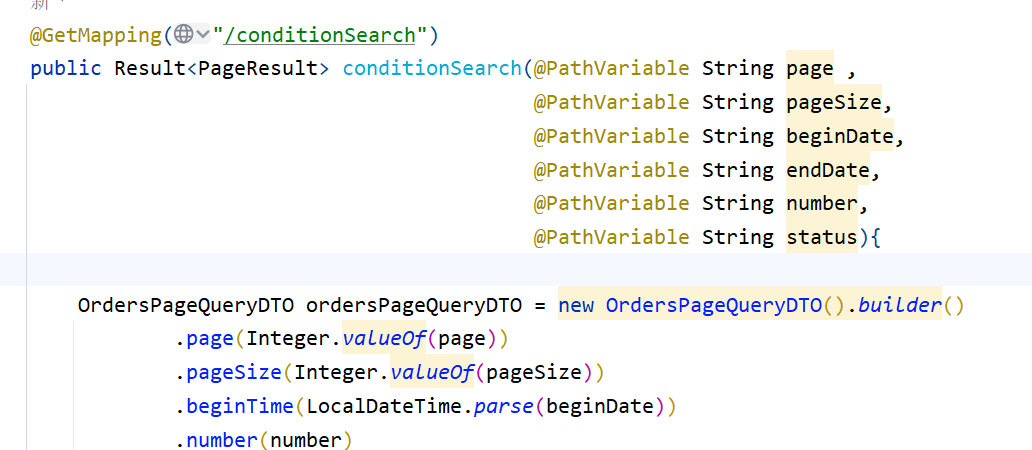 新 *
@GetMapping("/conditionSearch")
public Result<PageResult> conditionSearch(@PathVariable String page ,
@PathVariable String pageSize,
@PathVariable String beginDate,
@PathVariable String endDate,
@PathVariable String number,
@PathVariable String status){
OrdersPageQueryDTO ordersPageQueryDTO = new OrdersPageQueryDTO().builder()
.page(Integer.valueOf(page))
.pageSize(Integer.valueOf(pageSize))
.beginTime(LocalDateTime.parse(beginDate))
.number(number)